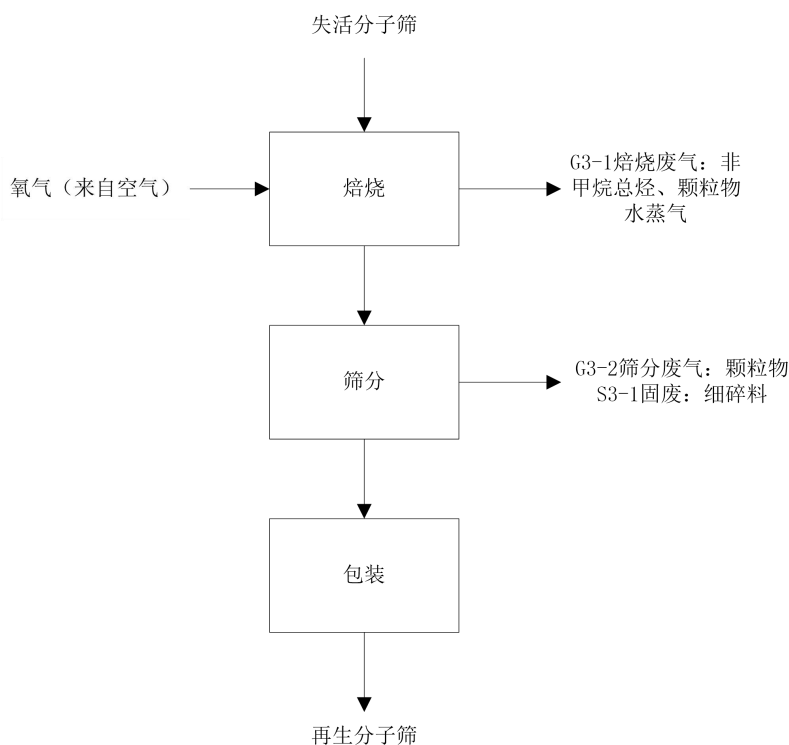 失活分子筛
氧气（来自空气）
焙烧
G3-1焙烧废气：非
甲烷总烃、颗粒物
水蒸气
筛分
G3-2筛分废气：颗粒物
S3-1固废：细碎料
包装
再生分子筛